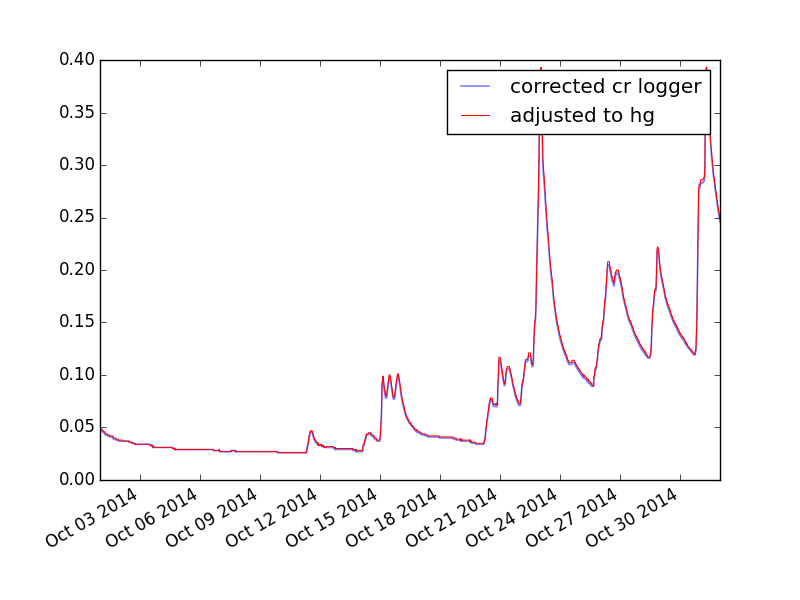 0.40
0.35
0.30
0.25
0.20
0.15
0.10
0.05
0.00
corrected cr logger
adjusted to hg
Oct 03 2014
Oct 06 2014
Oct 09 2014
Oct 12 2014
Oct 15 2014
Oct 18 2014
Oct 21 2014
Oct 24 2014
Oct 27 2014
Oct 30 2014